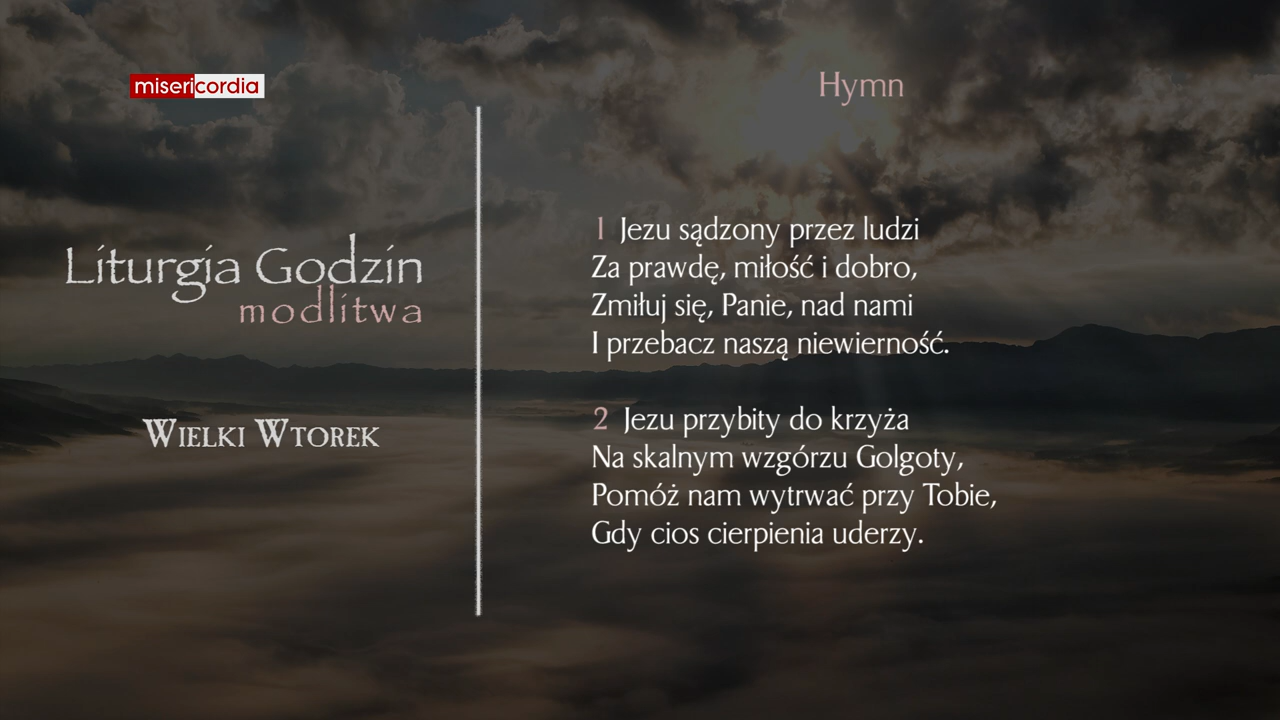 misericordia
Liturgia Godzin
modlitwa
Wielki Wtorek
Hymn
1 Jezu sądzony przez ludzi
Za prawdę, miłość i dobro,
Zmiłuj się, Panie, nad nami
I przebacz naszą niewierność.
2 Jezu przybity do krzyża
Na skalnym wzgórzu Golgoty,
Pomóż nam wytrwać przy Tobie,
Gdy cios cierpienia uderzy.